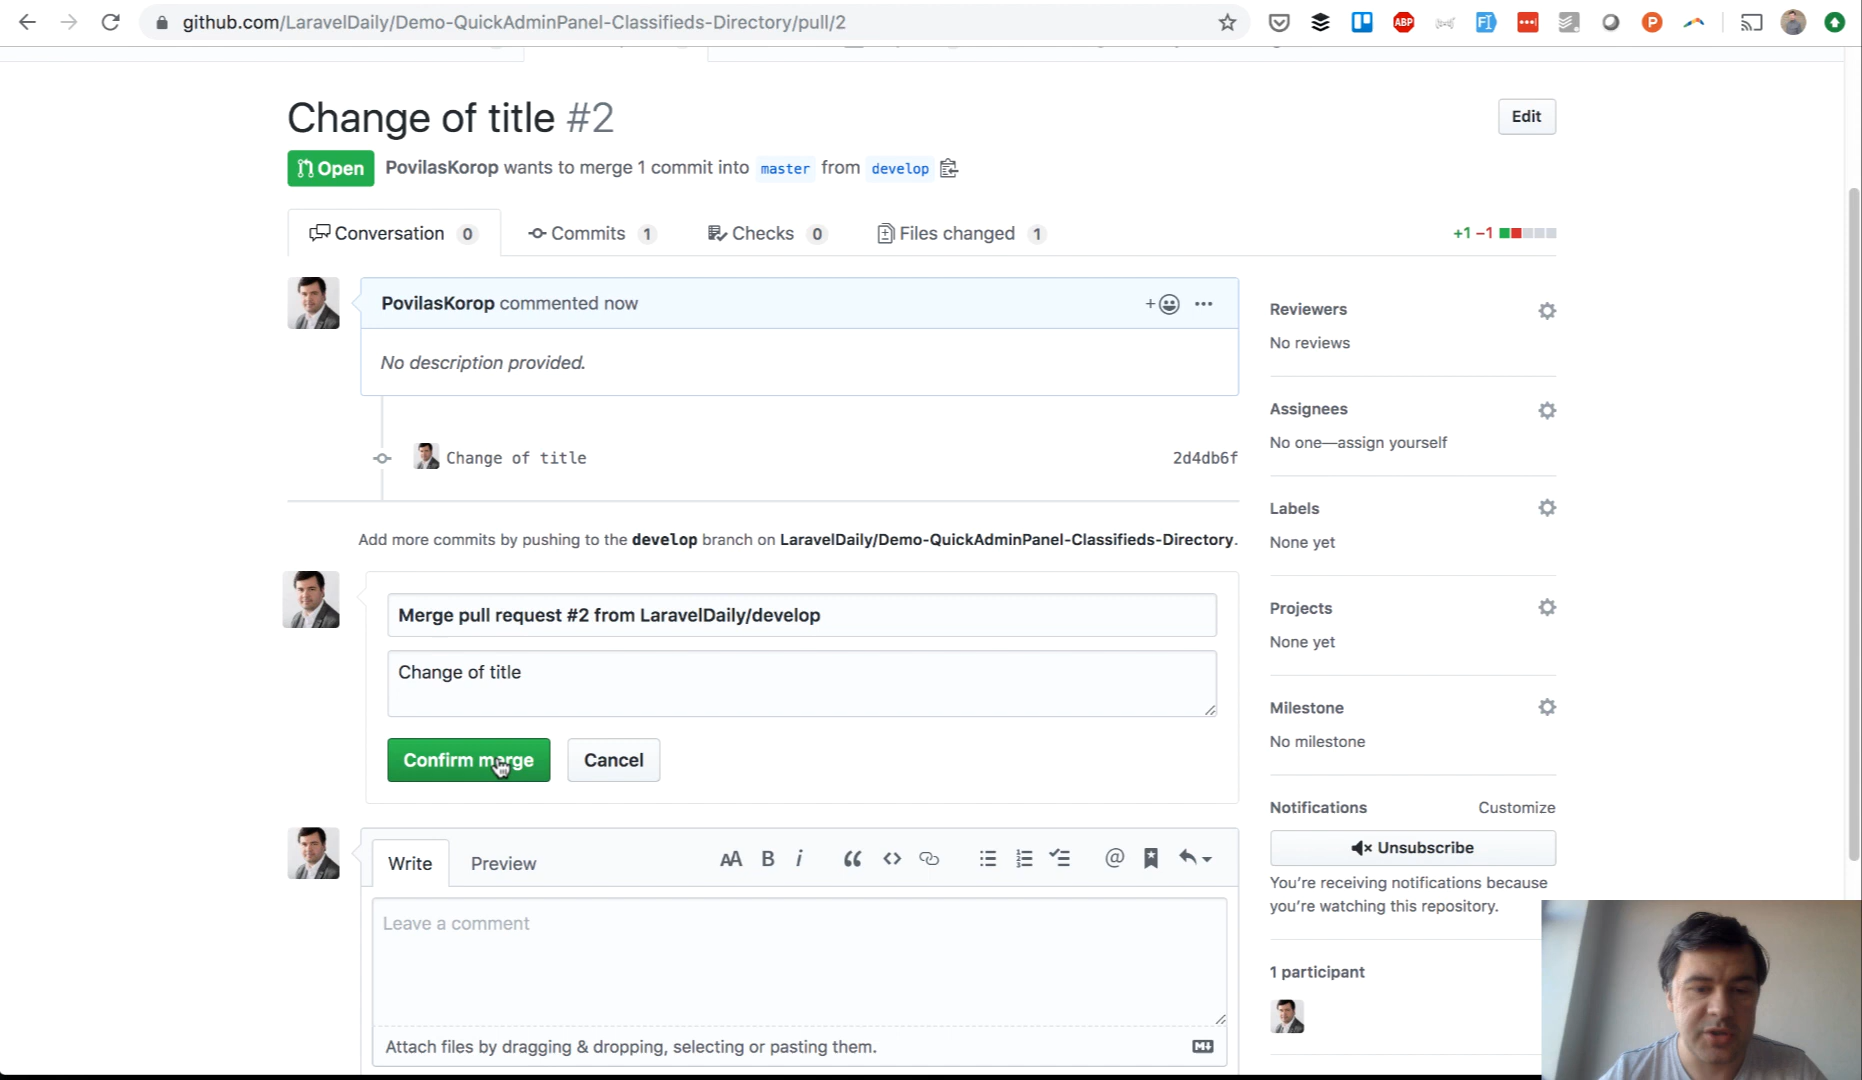 github.com/LaravelDaily/Demo-QuickAdminPanel-Classifieds-Directory/pull/2
ABP
P
Change of title #2
Edit
Open
PovilasKorop wants to merge 1 commit into master from develop
Conversation 0
Commits 1
Checks 0
Files changed 1
+1 −1
PovilasKorop commented now
No description provided.
Change of title
2d4db6f
Add more commits by pushing to the develop branch on LaravelDaily/Demo-QuickAdminPanel-Classifieds-Directory.
Merge pull request #2 from LaravelDaily/develop
Change of title
Confirm merge
Cancel
Write
Preview
AA B i
Leave a comment
Attach files by dragging & dropping, selecting or pasting them.
Reviewers
No reviews
Assignees
No one—assign yourself
Labels
None yet
Projects
None yet
Milestone
No milestone
Notifications
Customize
Unsubscribe
You’re receiving notifications because
you’re watching this repository.
1 participant